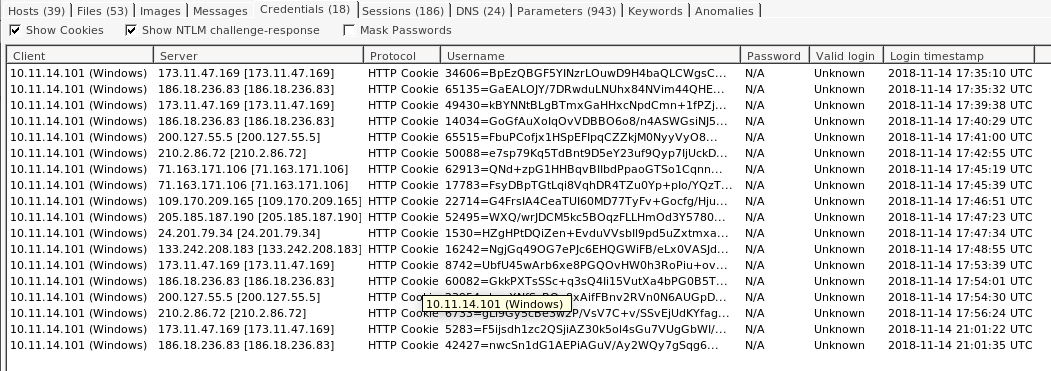 Hosts (39) Files (53) Images Messages Credentials (18) Sessions (186) DNS (24) Parameters (943) Keywords Anomalies
Show Cookies Show NTLM challenge-response Mask Passwords
Client Server Protocol Username Password Valid login Login timestamp
10.11.14.101 (Windows) 173.11.47.169 [173.11.47.169] HTTP Cookie 34606=BpEzQBGF5YINzrLOuwD9H4baQLCWgsC... N/A Unknown 2018-11-14 17:35:10 UTC
10.11.14.101 (Windows) 186.18.236.83 [186.18.236.83] HTTP Cookie 65135=GaEALOJY/7DRwduLNUhx84NVim44QHE... N/A Unknown 2018-11-14 17:35:32 UTC
10.11.14.101 (Windows) 173.11.47.169 [173.11.47.169] HTTP Cookie 49430=kBYNNtBLgBTmxGaHHxcNpdCmn+1fPZj... N/A Unknown 2018-11-14 17:39:38 UTC
10.11.14.101 (Windows) 186.18.236.83 [186.18.236.83] HTTP Cookie 14034=GoGfAuXoIqOvVDBBO6o8/n4ASWGsiNJ5... N/A Unknown 2018-11-14 17:40:29 UTC
10.11.14.101 (Windows) 200.127.55.5 [200.127.55.5] HTTP Cookie 65515=FbuPCofjx1HSpEFIpqCZZkjM0NyyVyO8... N/A Unknown 2018-11-14 17:41:00 UTC
10.11.14.101 (Windows) 210.2.86.72 [210.2.86.72] HTTP Cookie 50088=e7sp79Kq5TdBnt9D5eY23uf9Qyp7IjUckD... N/A Unknown 2018-11-14 17:42:55 UTC
10.11.14.101 (Windows) 71.163.171.106 [71.163.171.106] HTTP Cookie 62913=QNd+zpG1HHBqvBIlbdPpaoGTSo1Cqnn... N/A Unknown 2018-11-14 17:45:19 UTC
10.11.14.101 (Windows) 71.163.171.106 [71.163.171.106] HTTP Cookie 17783=FsyDBpTGtLqi8VqhDR4TZu0Yp+plo/YQzT... N/A Unknown 2018-11-14 17:45:39 UTC
10.11.14.101 (Windows) 109.170.209.165 [109.170.209.165] HTTP Cookie 22714=G4FrsIA4CeaTUI60MD77TyFv+Gocfg/Hju... N/A Unknown 2018-11-14 17:46:51 UTC
10.11.14.101 (Windows) 205.185.187.190 [205.185.187.190] HTTP Cookie 52495=WXQ/wrJDCM5kc5BOqzFLLHmOd3Y5780... N/A Unknown 2018-11-14 17:47:23 UTC
10.11.14.101 (Windows) 24.201.79.34 [24.201.79.34] HTTP Cookie 1530=HZgHPtDQiZen+EvduVVsbII9pd5uZxtmxa... N/A Unknown 2018-11-14 17:47:34 UTC
10.11.14.101 (Windows) 133.242.208.183 [133.242.208.183] HTTP Cookie 16242=NgjGq49OG7ePJc6EHQGWiFB/eLx0VASJd... N/A Unknown 2018-11-14 17:48:55 UTC
10.11.14.101 (Windows) 173.11.47.169 [173.11.47.169] HTTP Cookie 8742=UbfU45wArb6xe8PGQOvHW0h3RoPiu+ov... N/A Unknown 2018-11-14 17:53:39 UTC
10.11.14.101 (Windows) 186.18.236.83 [186.18.236.83] HTTP Cookie 60082=GkkPXTsSSc+q3sQ4Ii15VutXa4bPG0B5T... N/A Unknown 2018-11-14 17:54:01 UTC
10.11.14.101 (Windows) 200.127.55.5 [200.127.55.5] HTTP N/A Unknown 2018-11-14 17:54:30 UTC
10.11.14.101 (Windows)
10.11.14.101 (Windows) 210.2.86.72 [210.2.86.72] HTTP Cookie N/A Unknown 2018-11-14 17:56:24 UTC
10.11.14.101 (Windows) 173.11.47.169 [173.11.47.169] HTTP Cookie 5283=F5ijsdh1zc2QSjiAZ30k5oI4sGu7VUgGbWI/... N/A Unknown 2018-11-14 21:01:22 UTC
10.11.14.101 (Windows) 186.18.236.83 [186.18.236.83] HTTP Cookie 42427=nwcSn1dG1AEPiAGuV/Ay2WQy7gSqg6... N/A Unknown 2018-11-14 21:01:35 UTC